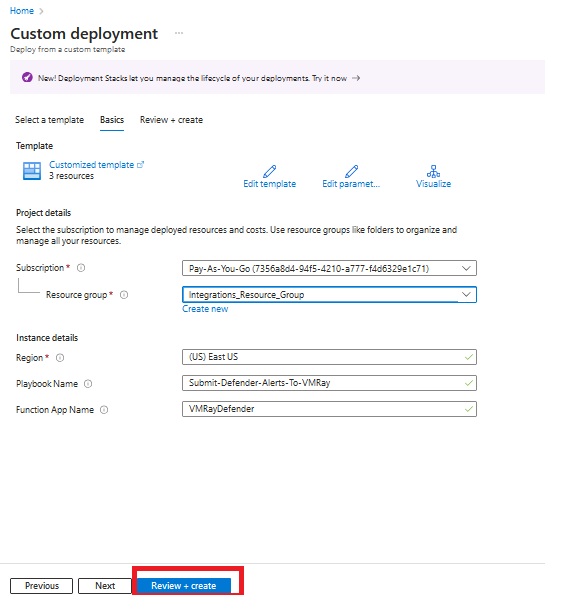 Home
Custom deployment ...
Deploy from a custom template
New! Deployment Stacks let you manage the lifecycle of your deployments. Try it now →
Select a template Basics Review + create
Template
Customized template
3 resources
Edit template Edit paramet... Visualize
Project details
Select the subscription to manage deployed resources and costs. Use resource groups like folders to organize and
manage all your resources.
Subscription * Pay-As-You-Go (7356a8d4-94f5-4210-a777-f4d6329e1c71)
Resource group * Integrations_Resource_Group
Create new
Instance details
Region * (US) East US
Playbook Name Submit-Defender-Alerts-To-VMRay
Function App Name VMRayDefender
Previous Next Review + create